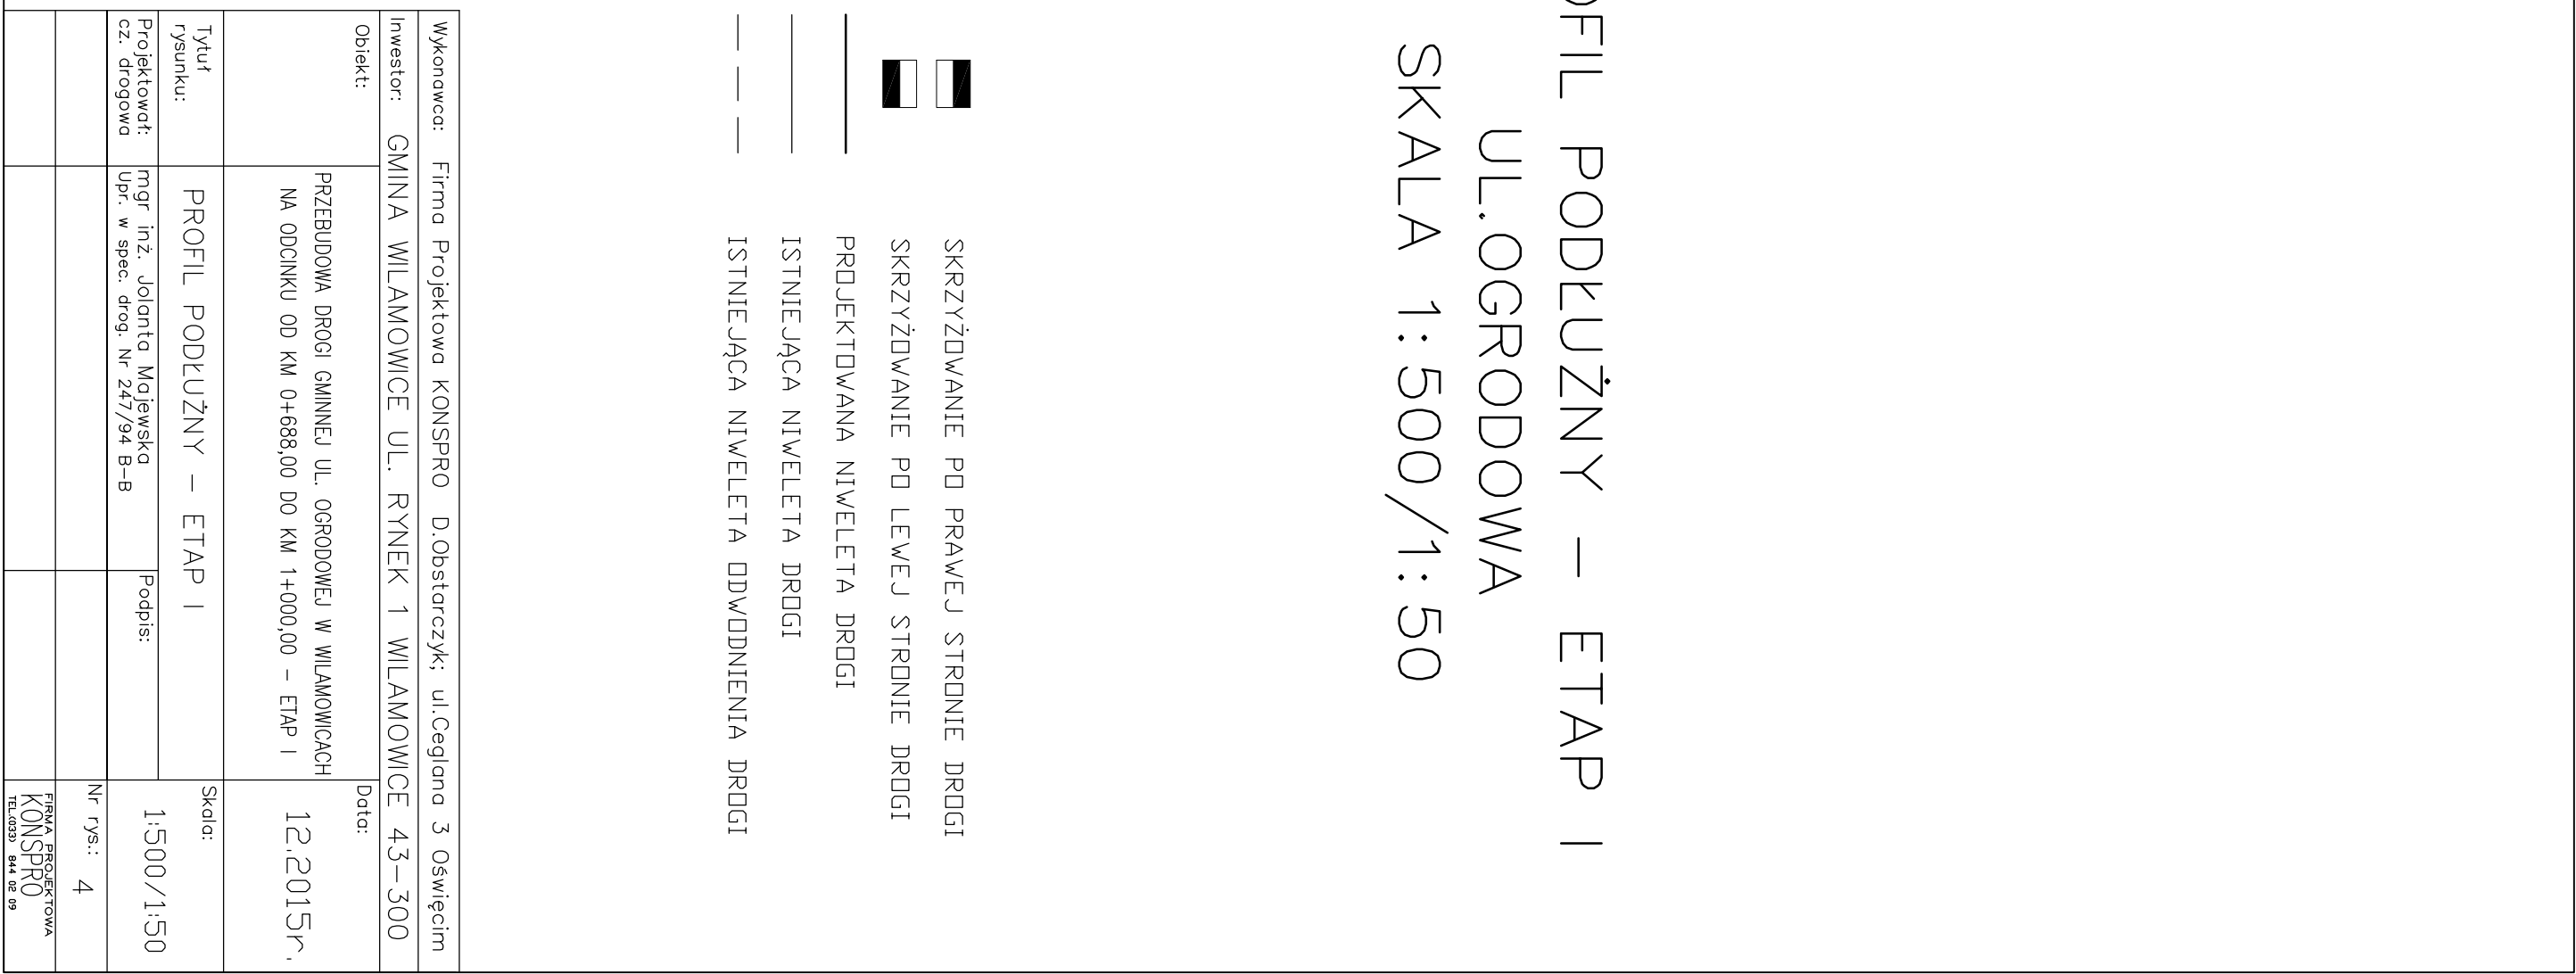 OFIL PODŁUŻNY – ETAP I
UL.OGRODOWA
SKALA 1:500/1:50
SKRZYŻOWANIE PO PRAWEJ STRONIE DROGI
SKRZYŻOWANIE PO LEWEJ STRONIE DROGI
PROJEKTOWANA NIWELETA DROGI
ISTNIEJĄCA NIWELETA DROGI
ISTNIEJĄCA NIWELETA ODWODNIENIA DROGI
Wykonawca: Firma Projektowa KONSPRO D.Obstarczyk; ul.Ceglana 3 Oświęcim
Inwestor: GMINA WILAMOWICE UL. RYNEK 1 WILAMOWICE 43-300
Obiekt:
PRZEBUDOWA DROGI GMINNEJ UL. OGRODOWEJ W WILAMOWICACH
NA ODCINKU OD KM 0+688,00 DO KM 1+000,00 – ETAP I
Data:
12.2015r.
Tytuł
rysunku:
PROFIL PODŁUŻNY – ETAP I
Skala:
1:500/1:50
Projektował:
cz. drogowa
mgr inż. Jolanta Majewska
Upr. w spec. drog. Nr 247/94 B-B
Podpis:
Nr rys.: 4
FIRMA PROJEKTOWA
KONSPRO
TEL.(033) 844 02 09